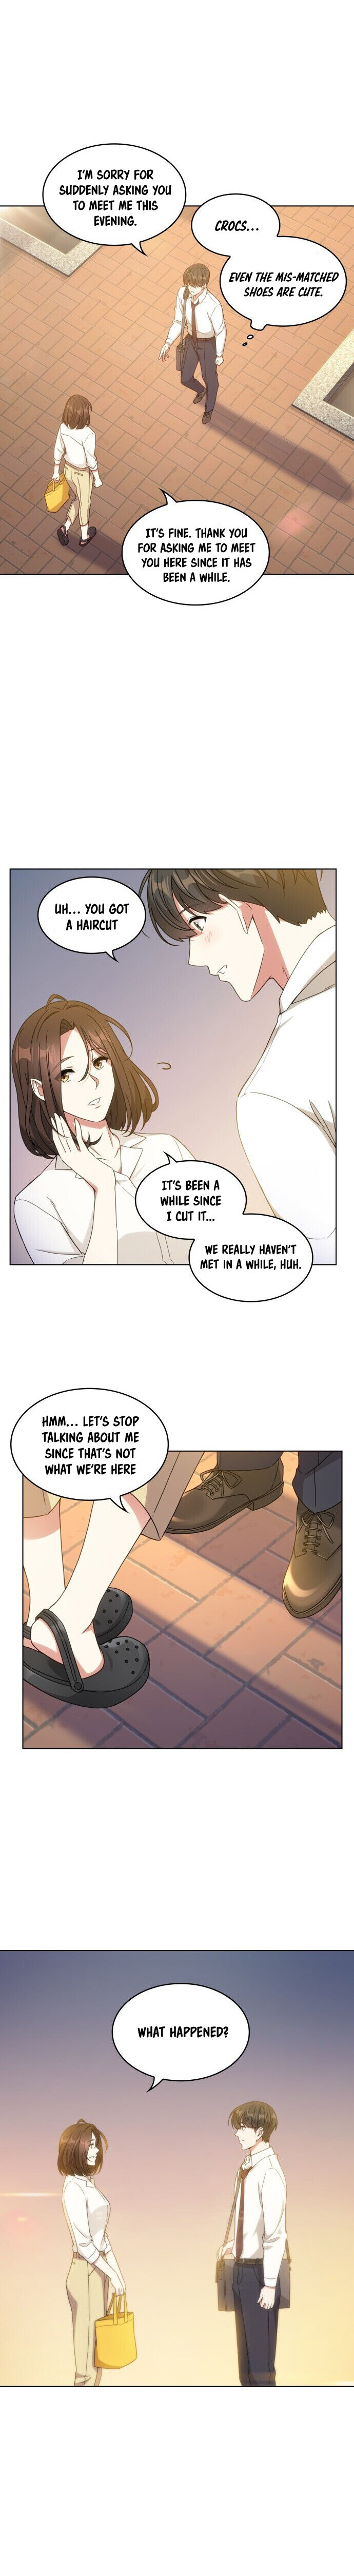 I'M SORRY FOR
SUDDENLY ASKING YOU
TO MEET ME THIS
EVENING.
CROCS...
EVEN THE MIS-MATCHED
SHOES ARE CUTE.
IT'S FINE. THANK YOU
FOR ASKING ME TO MEET
YOU HERE SINCE IT HAS
BEEN A WHILE.
UH... YOU GOT
A HAIRCUT
IT'S BEEN A
WHILE SINCE
I CUT IT...
WE REALLY HAVEN'T
MET IN A WHILE, HUH.
HMM... LET'S STOP
TALKING ABOUT ME
SINCE THAT'S NOT
WHAT WE'RE HERE
WHAT HAPPENED?